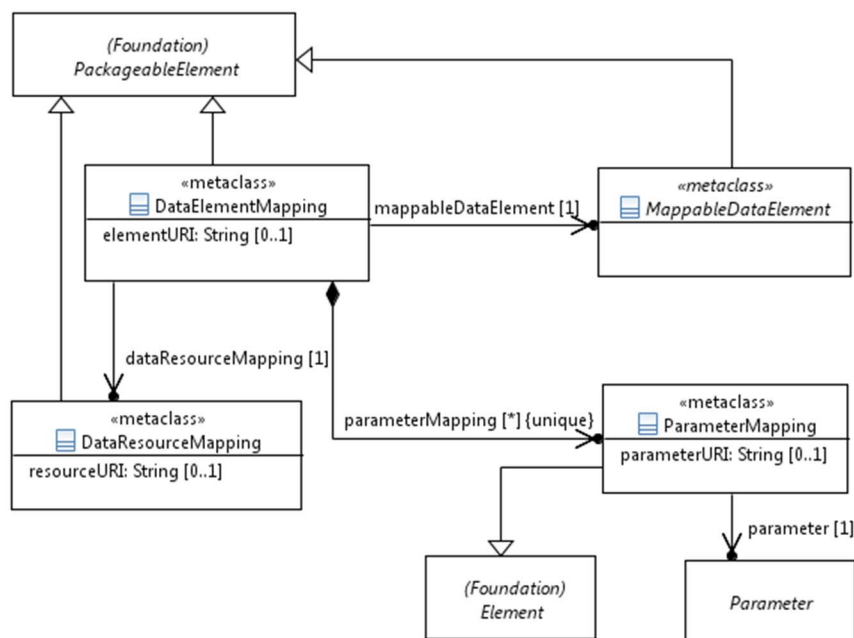 (Foundation)
PackageableElement
«metaclass»
DataElementMapping
elementURI: String [0..1]
mappableDataElement [1]
«metaclass»
MappableDataElement
dataResourceMapping [1]
«metaclass»
DataResourceMapping
resourceURI: String [0..1]
parameterMapping [*] {unique}
«metaclass»
ParameterMapping
parameterURI: String [0..1]
parameter [1]
(Foundation)
Element
Parameter